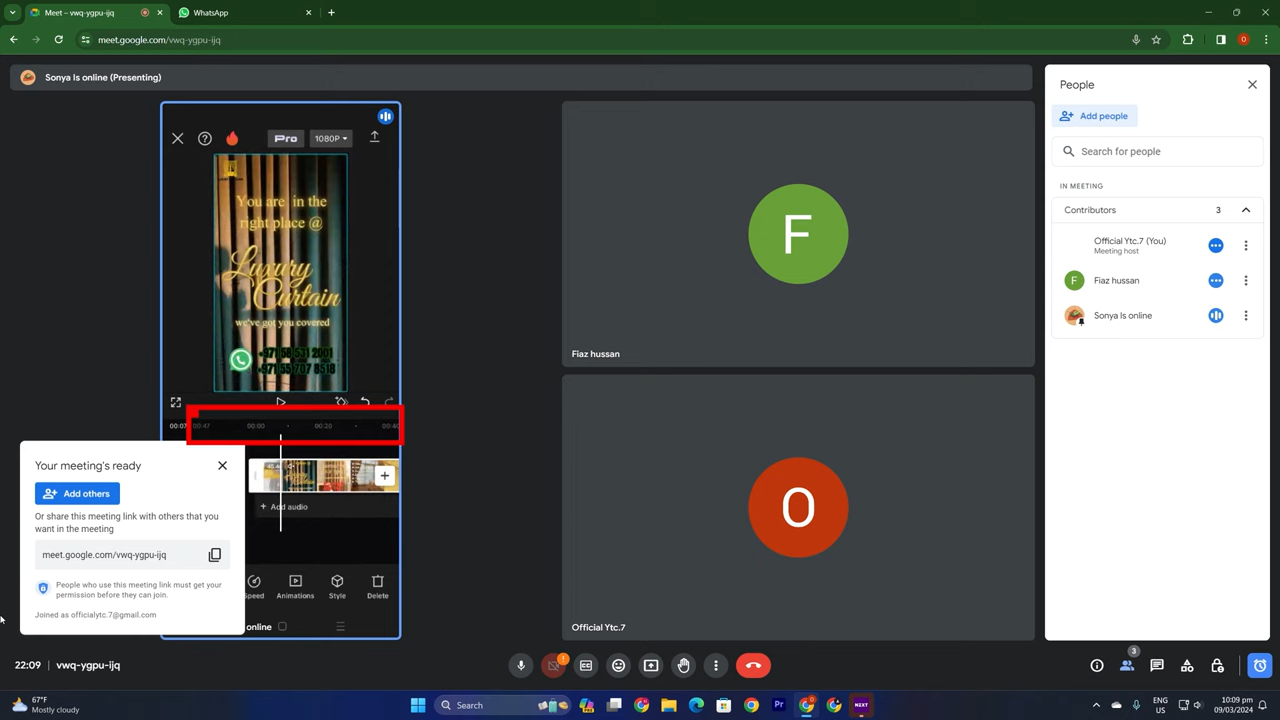 Meet – vwq-ygpu-ijq
WhatsApp
meet.google.com/vwq-ygpu-ijq
O
Sonya Is online (Presenting)
Pro
1080P
You are in the
right place @
Luxury
Curtain
we've got you covered
00:47
00:00
00:20
+ Add audio
Animations
Style
Delete
online
Your meeting's ready
Add others
Or share this meeting link with others that you
want in the meeting
meet.google.com/vwq-ygpu-ijq
People who use this meeting link must get your
permission before they can join.
Joined as officialytc.7@gmail.com
F
Fiaz hussan
O
Official Ytc.7
People
Add people
Search for people
IN MEETING
Contributors
3
Official Ytc.7 (You)
Meeting host
F
Fiaz hussan
Sonya Is online
22:09
vwq-ygpu-ijq
3
67°F
Mostly cloudy
Search
Pr
NEXT
ENG
US
10:09 pm
09/03/2024